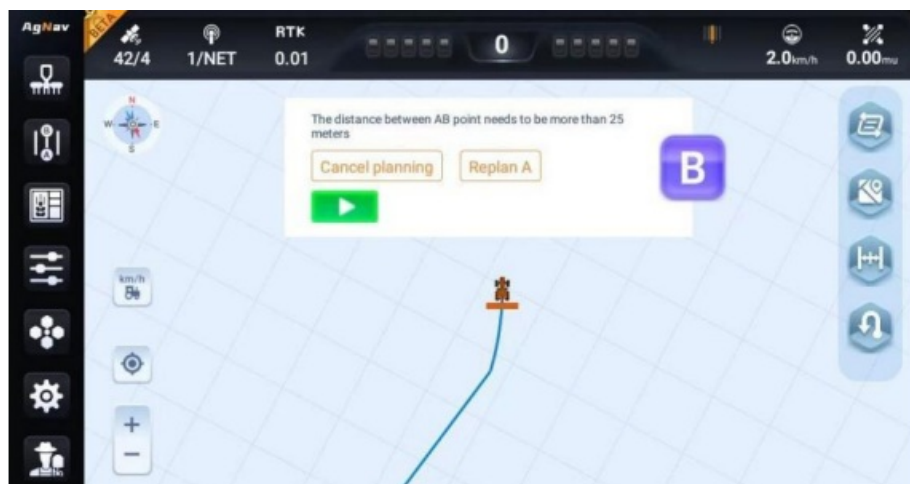 AgNav
BETA
42/4
1/NET
RTK
0.01
0
2.0km/h
0.00mu
N
W
E
S
The distance between AB point needs to be more than 25
meters
Cancel planning
Replan A
B
km/h
B
A